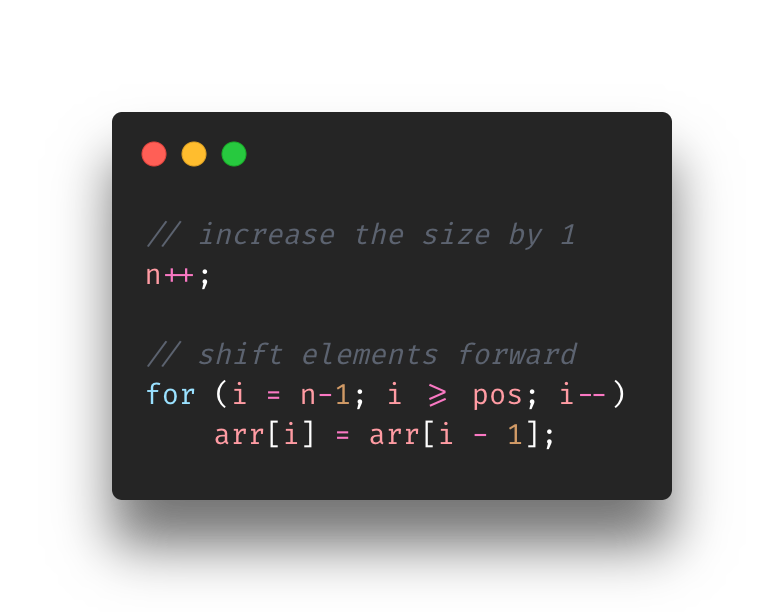 // increase the size by 1
n++;
// shift elements forward
for (i = n-1; i >= pos; i--)
arr[i] = arr[i - 1];